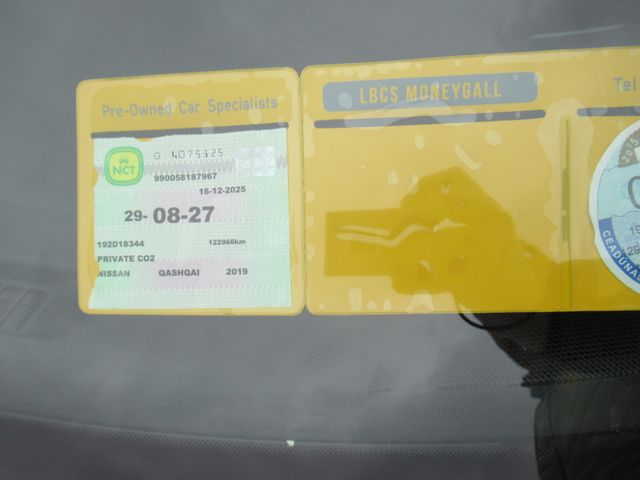 Pre-Owned Car Specialists
LBCS MONEYGALL
Tel
NCT
G 4075325
990058187967
16-12-2025
29- 08-27
192D18344 122966km
PRIVATE CO2
NISSAN QASHQAI 2019